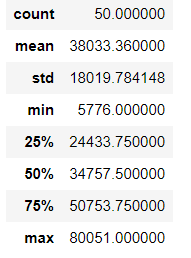 count 50.000000
mean 38033.360000
std 18019.784148
min 5776.000000
25% 24433.750000
50% 34757.500000
75% 50753.750000
max 80051.000000